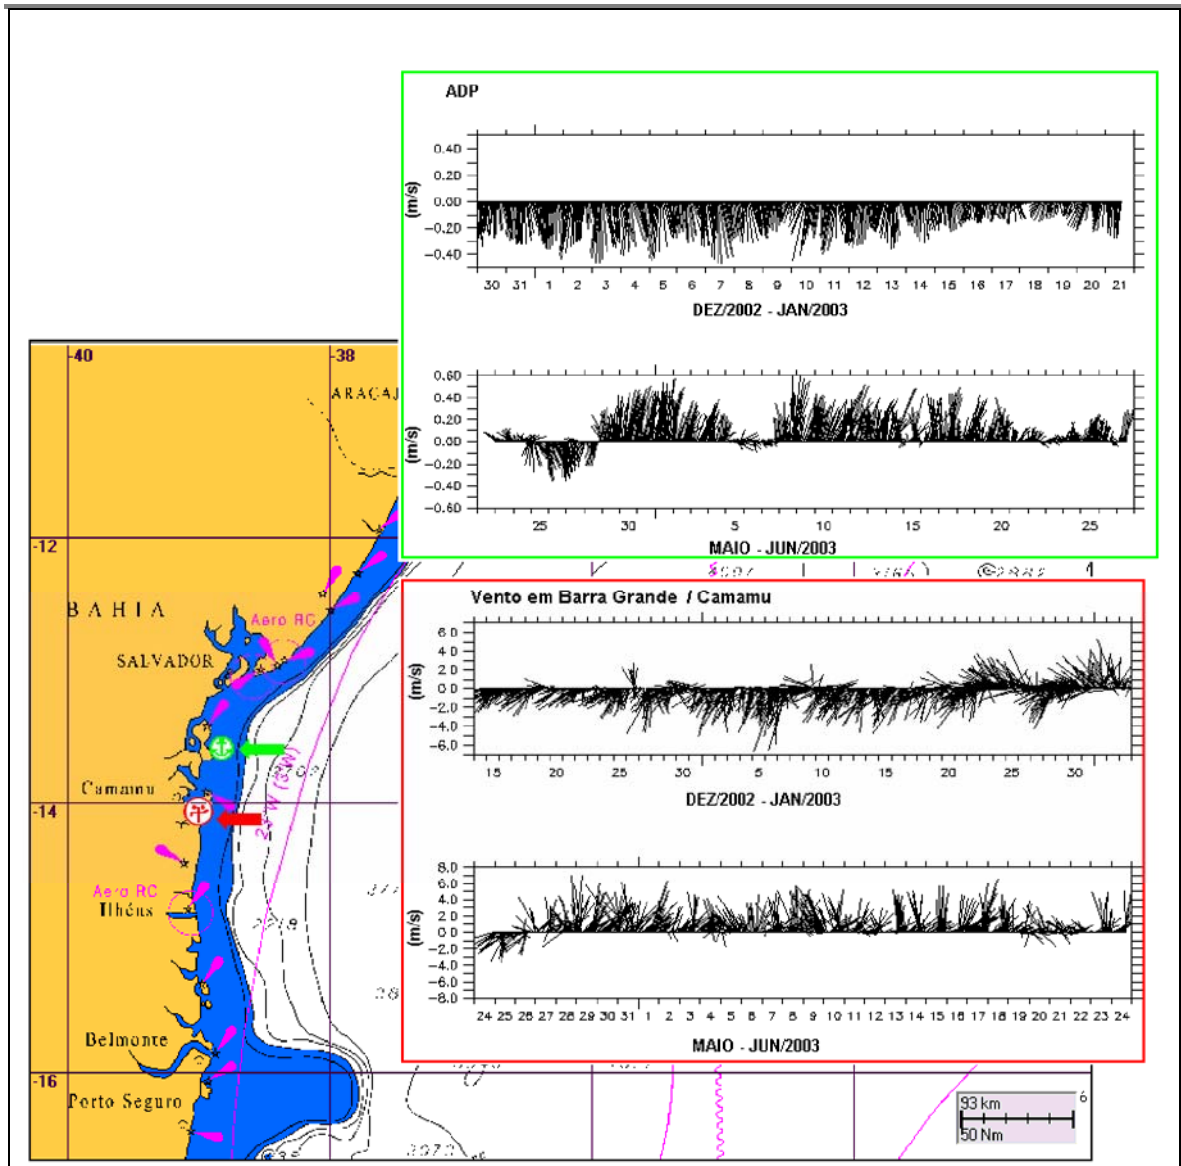 ADP
0.40
0.20
0.00
-0.20
-0.40
(m/s)
30 31 1 2 3 4 5 6 7 8 9 10 11 12 13 14 15 16 17 18 19 20 21
DEZ/2002 - JAN/2003
0.60
0.40
0.20
0.00
-0.20
-0.40
-0.60
(m/s)
25 30 5 10 15 20 25
MAIO - JUN/2003
-40 -38
ARACAJ
-12
BAHIA
Aero RC
SALVADOR
Camamu
-14
23°W (3'W)
Aero RC
Ilhéus
Belmonte
-16
Porto Seguro
Vento em Barra Grande / Camamu
6.0
4.0
2.0
0.0
-2.0
-4.0
-6.0
(m/s)
15 20 25 30 5 10 15 20 25 30
DEZ/2002 - JAN/2003
8.0
6.0
4.0
2.0
0.0
-2.0
-4.0
-6.0
-8.0
(m/s)
24 25 26 27 28 29 30 31 1 2 3 4 5 6 7 8 9 10 11 12 13 14 15 16 17 18 19 20 21 22 23 24
MAIO - JUN/2003
93 km
50 Nm
6